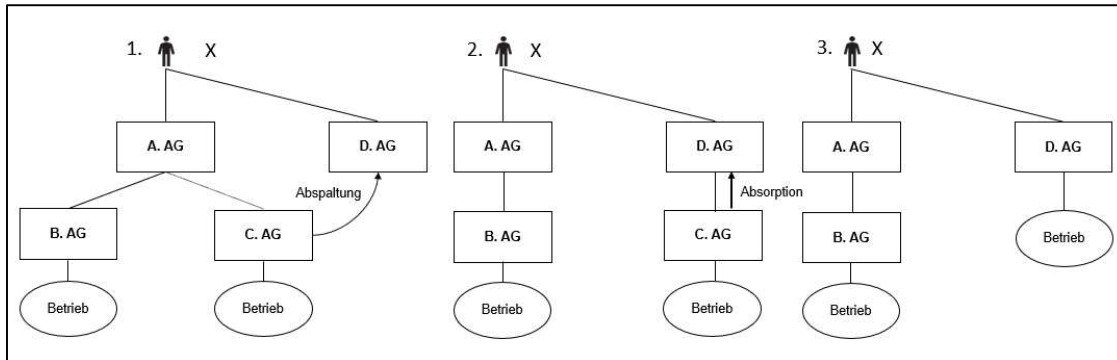 1. X
A. AG
D. AG
Abspaltung
B. AG
C. AG
Betrieb
Betrieb
2. X
A. AG
D. AG
Absorption
B. AG
C. AG
Betrieb
Betrieb
3. X
A. AG
D. AG
B. AG
Betrieb
Betrieb